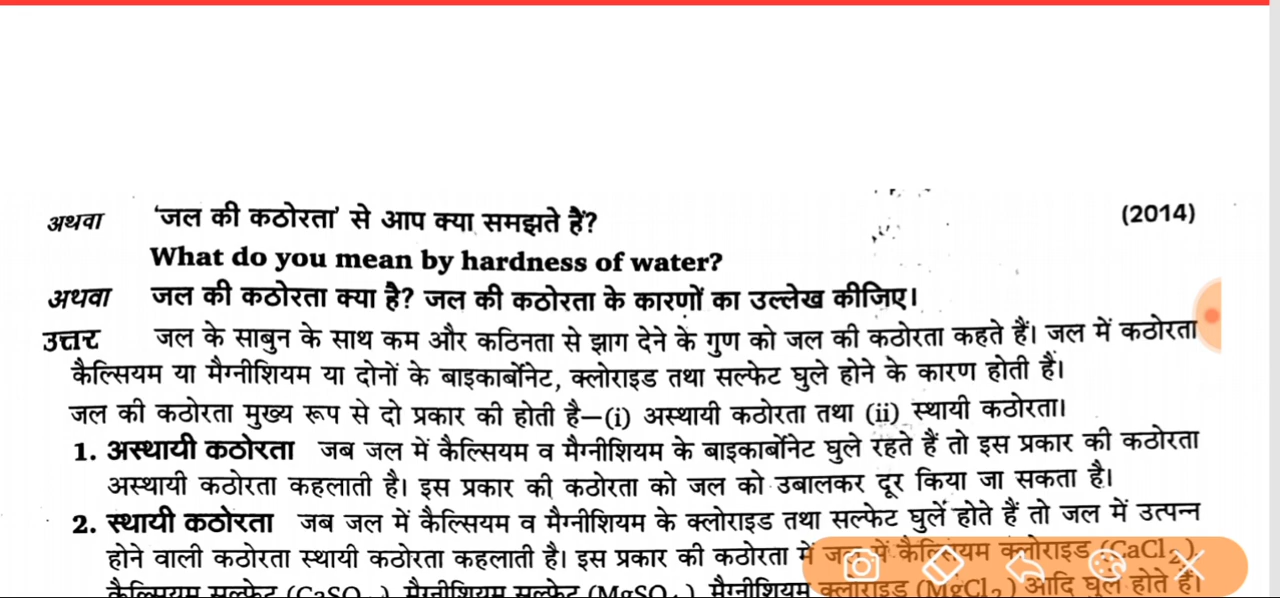 अथवा 'जल की कठोरता' से आप क्या समझते हैं? (2014)
What do you mean by hardness of water?
अथवा जल की कठोरता क्या है? जल की कठोरता के कारणों का उल्लेख कीजिए।
उत्तर जल के साबुन के साथ कम और कठिनता से झाग देने के गुण को जल की कठोरता कहते हैं। जल में कठोरता
कैल्सियम या मैग्नीशियम या दोनों के बाइकार्बोनेट, क्लोराइड तथा सल्फेट घुले होने के कारण होती है।
जल की कठोरता मुख्य रूप से दो प्रकार की होती है—(i) अस्थायी कठोरता तथा (ii) स्थायी कठोरता।
1. अस्थायी कठोरता जब जल में कैल्सियम व मैग्नीशियम के बाइकार्बोनेट घुले रहते हैं तो इस प्रकार की कठोरता
अस्थायी कठोरता कहलाती है। इस प्रकार की कठोरता को जल को उबालकर दूर किया जा सकता है।
2. स्थायी कठोरता जब जल में कैल्सियम व मैग्नीशियम के क्लोराइड तथा सल्फेट घुले होते हैं तो जल में उत्पन्न
होने वाली कठोरता स्थायी कठोरता कहलाती है। इस प्रकार की कठोरता में जल में कैल्सियम क्लोराइड (CaCl₂),
कैल्सियम सल्फेट (CaSO₄), मैग्नीशियम सल्फेट (MgSO₄), मैग्नीशियम क्लोराइड (MgCl₂) आदि घुले होते हैं।